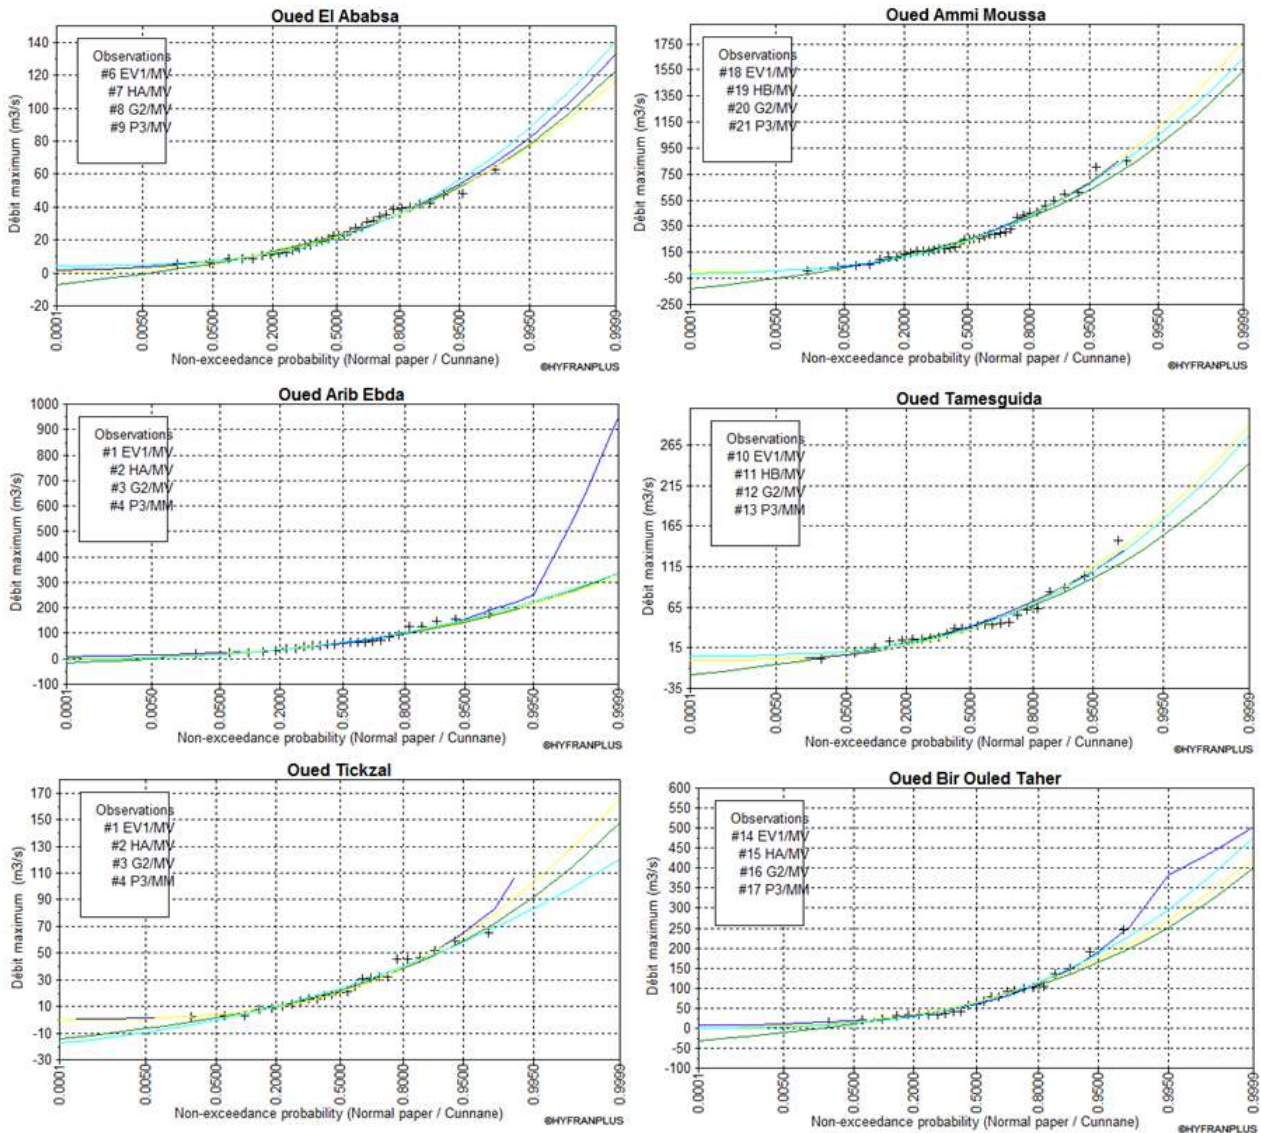 Oued El Ababsa
Débit maximum (m3/s)
140
120
100
80
60
40
20
0
-20
Observations
#6 EV1/MV
#7 HA/MV
#8 G2/MV
#9 P3/MV
0.0001
0.0050
0.0500
0.2000
0.5000
0.8000
0.9500
0.9950
0.9999
Non-exceedance probability (Normal paper / Cunnane)
©HYFRANPLUS
Oued Ammi Moussa
Débit maximum (m3/s)
1750
1550
1350
1150
950
750
550
350
150
-50
-250
Observations
#18 EV1/MV
#19 HB/MV
#20 G2/MV
#21 P3/MV
0.0001
0.0050
0.0500
0.2000
0.5000
0.8000
0.9500
0.9950
0.9999
Non-exceedance probability (Normal paper / Cunnane)
©HYFRANPLUS
Oued Arib Ebda
Débit maximum (m3/s)
1000
900
800
700
600
500
400
300
200
100
0
-100
Observations
#1 EV1/MV
#2 HA/MV
#3 G2/MV
#4 P3/MM
0.0001
0.0050
0.0500
0.2000
0.5000
0.8000
0.9500
0.9950
0.9999
Non-exceedance probability (Normal paper / Cunnane)
©HYFRANPLUS
Oued Tamesguida
Débit maximum (m3/s)
265
215
165
115
65
15
-35
Observations
#10 EV1/MV
#11 HB/MV
#12 G2/MV
#13 P3/MM
0.0001
0.0050
0.0500
0.2000
0.5000
0.8000
0.9500
0.9950
0.9999
Non-exceedance probability (Normal paper / Cunnane)
©HYFRANPLUS
Oued Tickzal
Débit maximum (m3/s)
170
150
130
110
90
70
50
30
10
-10
-30
Observations
#1 EV1/MV
#2 HA/MV
#3 G2/MV
#4 P3/MM
0.0001
0.0050
0.0500
0.2000
0.5000
0.8000
0.9500
0.9950
0.9999
Non-exceedance probability (Normal paper / Cunnane)
©HYFRANPLUS
Oued Bir Ouled Taher
Débit maximum (m3/s)
600
550
500
450
400
350
300
250
200
150
100
50
0
-50
-100
Observations
#14 EV1/MV
#15 HA/MV
#16 G2/MV
#17 P3/MM
0.0001
0.0050
0.0500
0.2000
0.5000
0.8000
0.9500
0.9950
0.9999
Non-exceedance probability (Normal paper / Cunnane)
©HYFRANPLUS